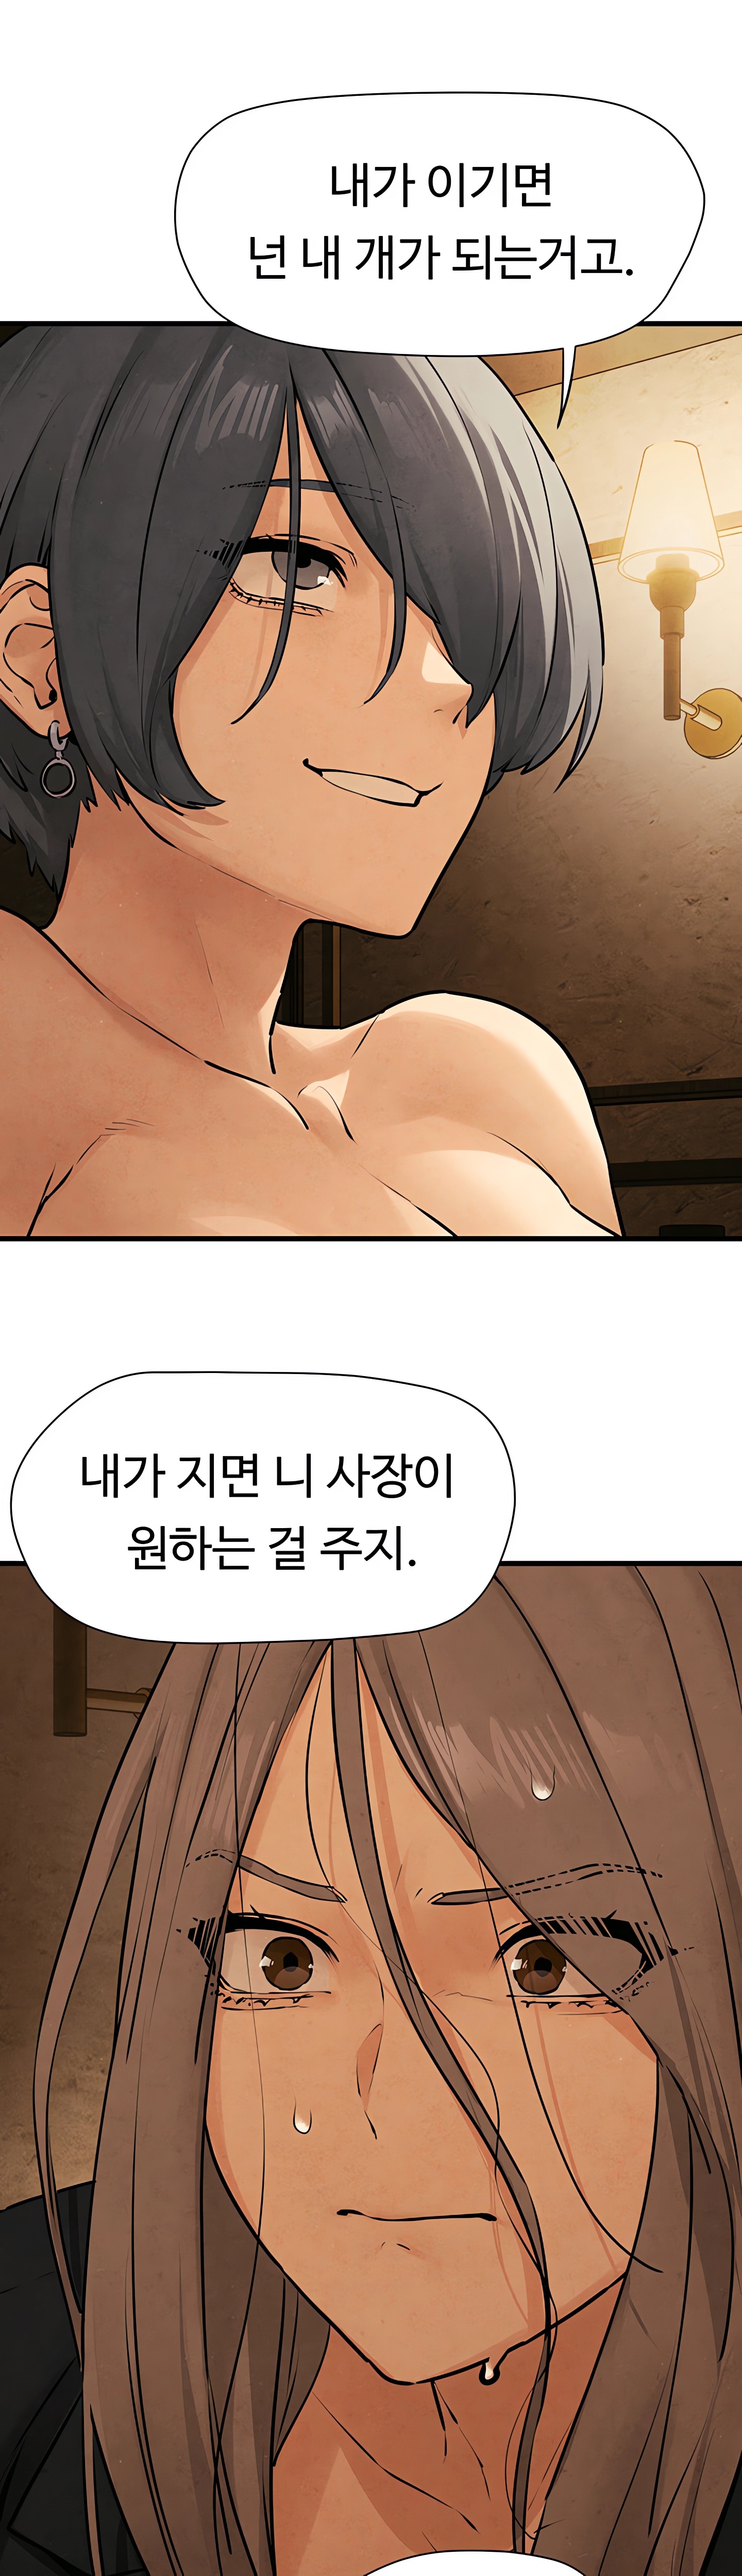 내가 이기면
넌 내 개가 되는거고.
내가 지면 니 사장이
원하는 걸 주지.